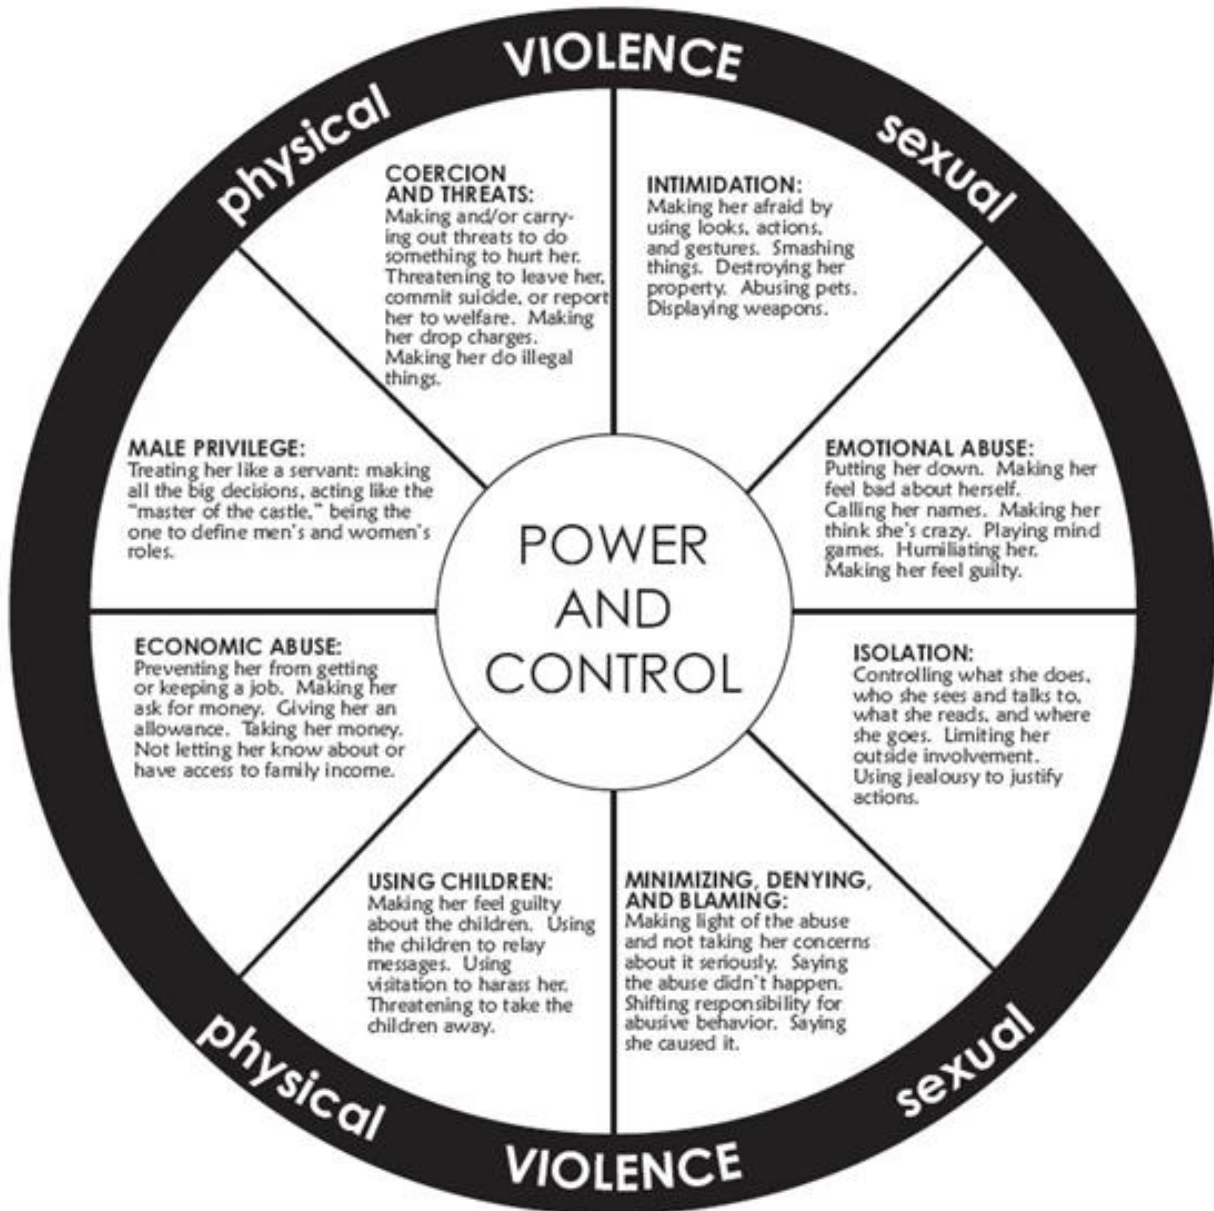 physical
VIOLENCE
sexual
COERCION
AND THREATS:
Making and/or carry-
ing out threats to do
something to hurt her.
Threatening to leave her,
commit suicide, or report
her to welfare. Making
her drop charges.
Making her do illegal
things.
INTIMIDATION:
Making her afraid by
using looks, actions,
and gestures. Smashing
things. Destroying her
property. Abusing pets.
Displaying weapons.
MALE PRIVILEGE:
Treating her like a servant: making
all the big decisions, acting like the
"master of the castle," being the
one to define men's and women's
roles.
EMOTIONAL ABUSE:
Putting her down. Making her
feel bad about herself.
Calling her names. Making her
think she's crazy. Playing mind
games. Humiliating her.
Making her feel guilty.
POWER
AND
CONTROL
ECONOMIC ABUSE:
Preventing her from getting
or keeping a job. Making her
ask for money. Giving her an
allowance. Taking her money.
Not letting her know about or
have access to family income.
ISOLATION:
Controlling what she does,
who she sees and talks to,
what she reads, and where
she goes. Limiting her
outside involvement.
Using jealousy to justify
actions.
USING CHILDREN:
Making her feel guilty
about the children. Using
the children to relay
messages. Using
visitation to harass her.
Threatening to take the
children away.
MINIMIZING, DENYING,
AND BLAMING:
Making light of the abuse
and not taking her concerns
about it seriously. Saying
the abuse didn't happen.
Shifting responsibility for
abusive behavior. Saying
she caused it.
physical
VIOLENCE
sexual